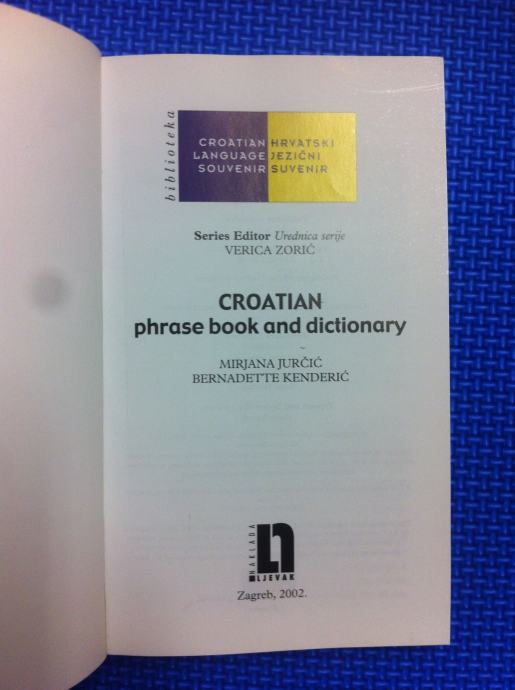 biblioteka
CROATIAN HRVATSKI
LANGUAGE JEZIČNI
SOUVENIR SUVENIR
Series Editor Urednica serije
VERICA ZORIĆ
CROATIAN
phrase book and dictionary
~
MIRJANA JURČIĆ
BERNADETTE KENDERIĆ
NAKLADA
LJEVAK
Zagreb, 2002.